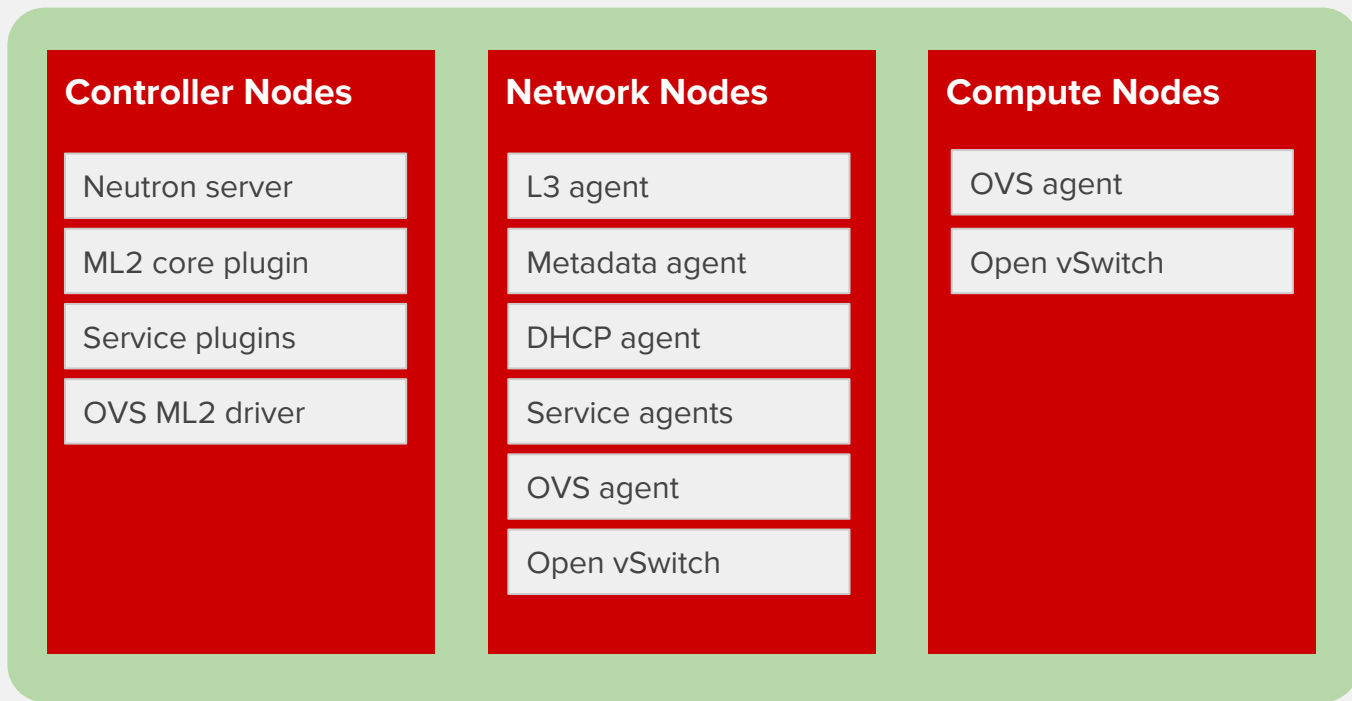 Controller Nodes
Neutron server
ML2 core plugin
Service plugins
OVS ML2 driver
Network Nodes
L3 agent
Metadata agent
DHCP agent
Service agents
OVS agent
Open vSwitch
Compute Nodes
OVS agent
Open vSwitch